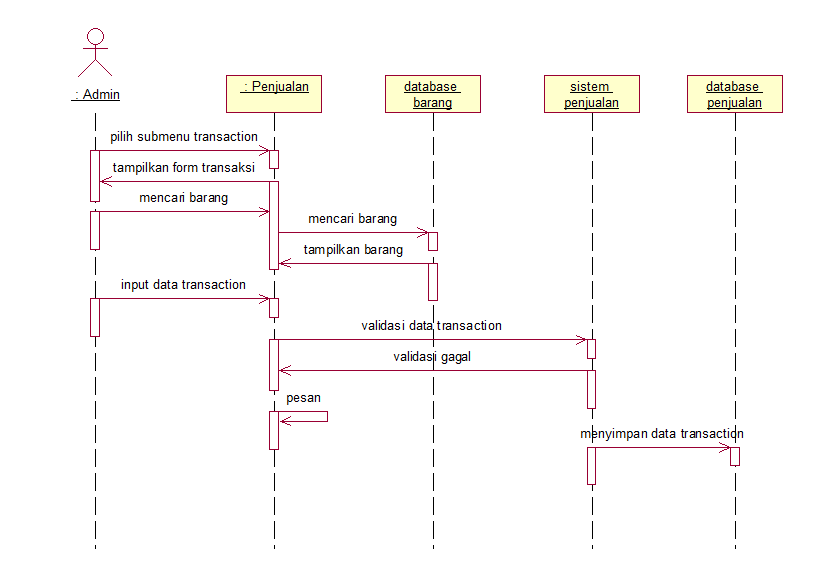 : Admin
: Penjualan
database
barang
sistem
penjualan
database
penjualan
pilih submenu transaction
tampilkan form transaksi
mencari barang
mencari barang
tampilkan barang
input data transaction
validasi data transaction
validasi gagal
pesan
menyimpan data transaction